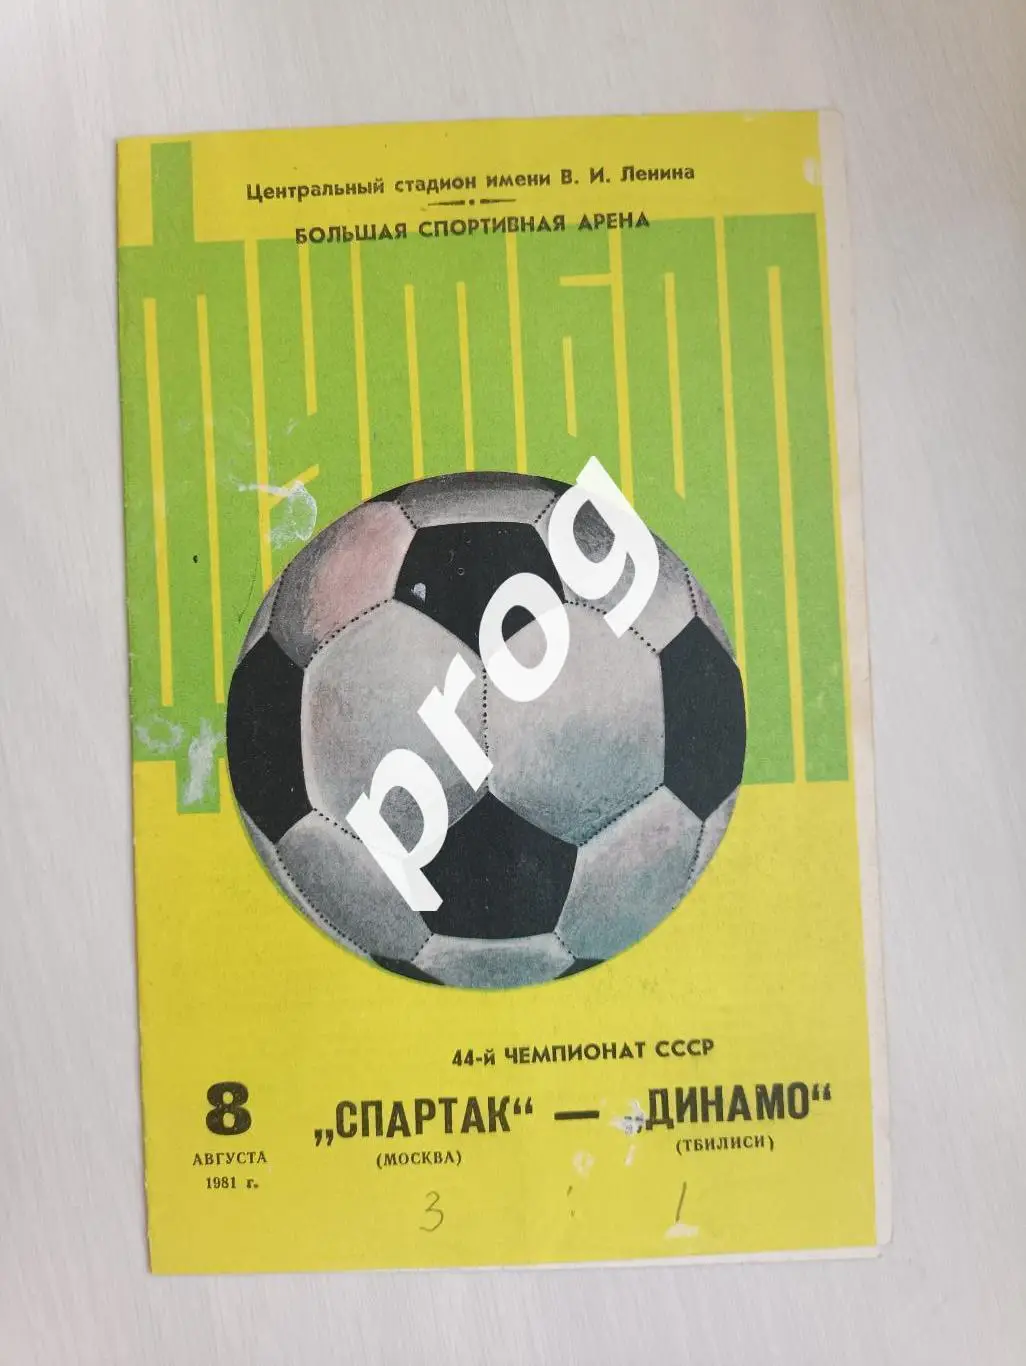 Центральный стадион имени В. И. Ленина
БОЛЬШАЯ СПОРТИВНАЯ АРЕНА
ФУТБОЛ
prog
44-й ЧЕМПИОНАТ СССР
8
АВГУСТА
1981 г.
„СПАРТАК“ — „ДИНАМО“
(МОСКВА) (ТБИЛИСИ)
3 : 1